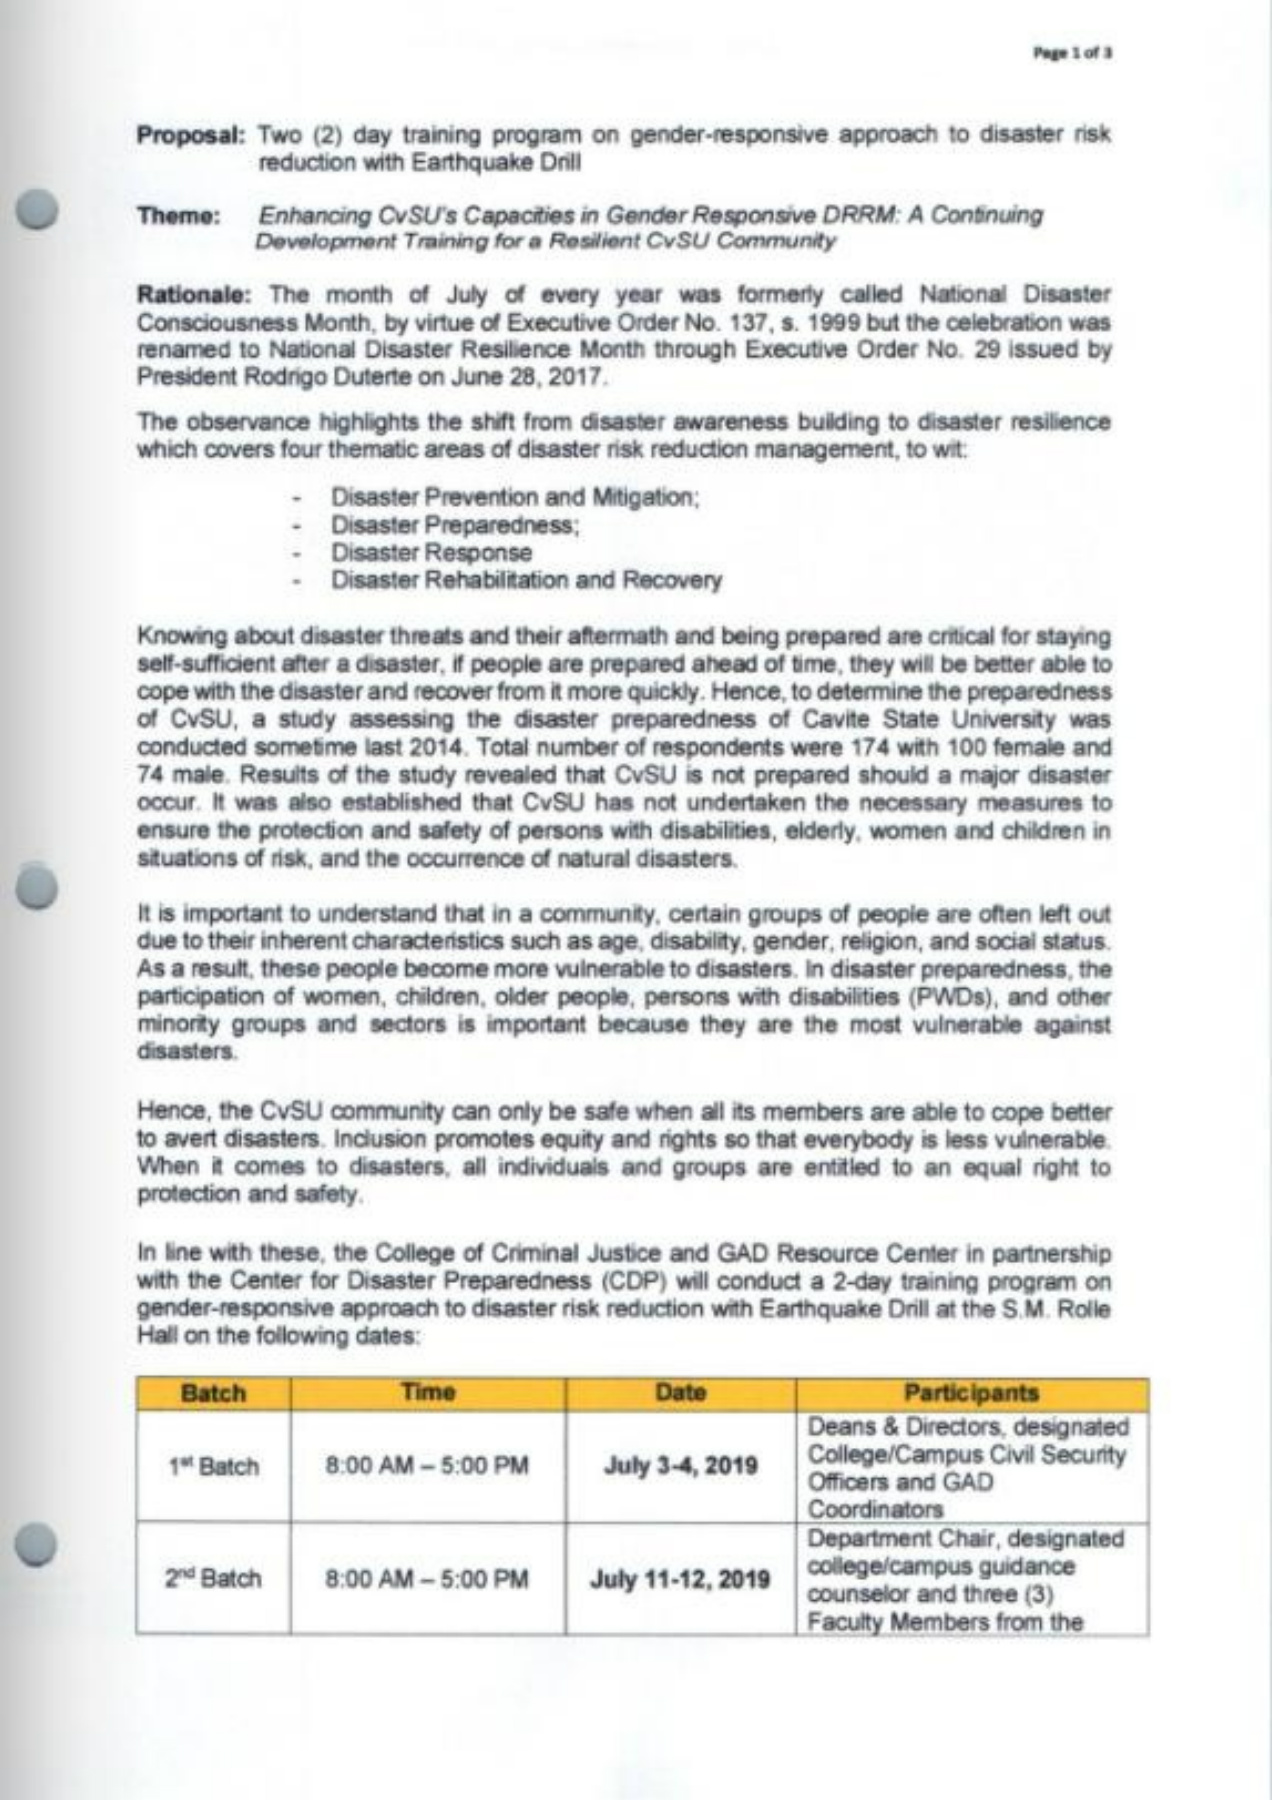 Page 1 of 3
Proposal: Two (2) day training program on gender-responsive approach to disaster risk
reduction with Earthquake Drill
Theme: Enhancing CvSU's Capacities in Gender Responsive DRRM: A Continuing
Development Training for a Resilient CvSU Community
Rationale: The month of July of every year was formerly called National Disaster
Consciousness Month, by virtue of Executive Order No. 137, s. 1999 but the celebration was
renamed to National Disaster Resilience Month through Executive Order No. 29 issued by
President Rodrigo Duterte on June 28, 2017.
The observance highlights the shift from disaster awareness building to disaster resilience
which covers four thematic areas of disaster risk reduction management, to wit:
- Disaster Prevention and Mitigation;
- Disaster Preparedness;
- Disaster Response
- Disaster Rehabilitation and Recovery
Knowing about disaster threats and their aftermath and being prepared are critical for staying
self-sufficient after a disaster, if people are prepared ahead of time, they will be better able to
cope with the disaster and recover from it more quickly. Hence, to determine the preparedness
of CvSU, a study assessing the disaster preparedness of Cavite State University was
conducted sometime last 2014. Total number of respondents were 174 with 100 female and
74 male. Results of the study revealed that CvSU is not prepared should a major disaster
occur. It was also established that CvSU has not undertaken the necessary measures to
ensure the protection and safety of persons with disabilities, elderly, women and children in
situations of risk, and the occurrence of natural disasters.
It is important to understand that in a community, certain groups of people are often left out
due to their inherent characteristics such as age, disability, gender, religion, and social status.
As a result, these people become more vulnerable to disasters. In disaster preparedness, the
participation of women, children, older people, persons with disabilities (PWDs), and other
minority groups and sectors is important because they are the most vulnerable against
disasters.
Hence, the CvSU community can only be safe when all its members are able to cope better
to avert disasters. Inclusion promotes equity and rights so that everybody is less vulnerable.
When it comes to disasters, all individuals and groups are entitled to an equal right to
protection and safety.
In line with these, the College of Criminal Justice and GAD Resource Center in partnership
with the Center for Disaster Preparedness (CDP) will conduct a 2-day training program on
gender-responsive approach to disaster risk reduction with Earthquake Drill at the S.M. Rolle
Hall on the following dates:
Batch Time Date Participants
1st Batch 8:00 AM – 5:00 PM July 3-4, 2019 Deans & Directors, designated
College/Campus Civil Security
Officers and GAD
Coordinators
2nd Batch 8:00 AM – 5:00 PM July 11-12, 2019 Department Chair, designated
college/campus guidance
counselor and three (3)
Faculty Members from the